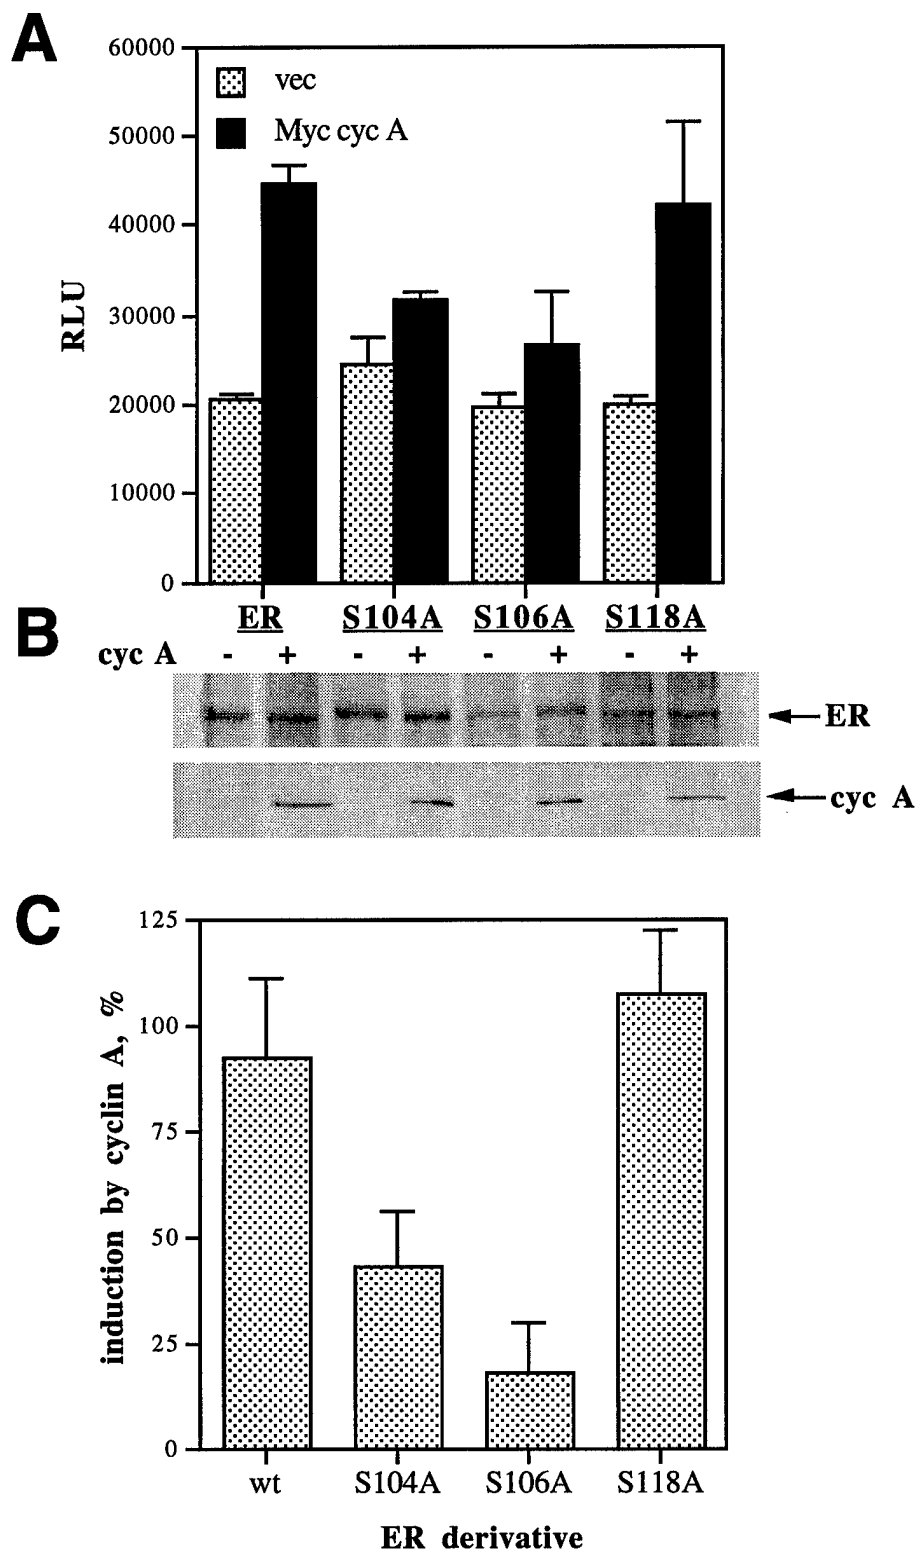 A
60000
50000
40000
30000
20000
10000
0
RLU
vec
Myc cyc A
ER S104A S106A S118A
B
cyc A - + - + - + - +
ER
cyc A
C
125
100
75
50
25
0
induction by cyclin A, %
wt S104A S106A S118A
ER derivative